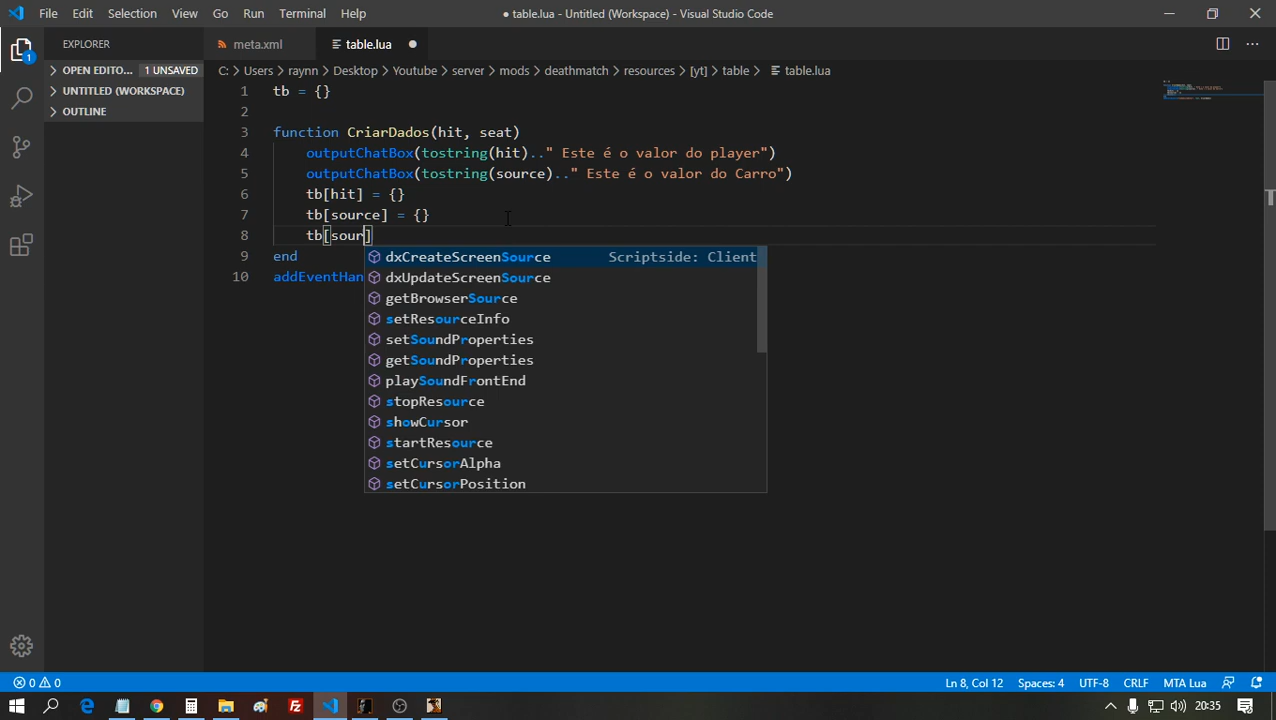 File Edit Selection View Go Run Terminal Help
● table.lua - Untitled (Workspace) - Visual Studio Code
EXPLORER
meta.xml table.lua
OPEN EDITO... 1 UNSAVED
UNTITLED (WORKSPACE)
OUTLINE
C: > Users > raynn > Desktop > Youtube > server > mods > deathmatch > resources > [yt] > table > table.lua
1 tb = {}
2
3 function CriarDados(hit, seat)
4 outputChatBox(tostring(hit).." Este é o valor do player")
5 outputChatBox(tostring(source).." Este é o valor do Carro")
6 tb[hit] = {}
7 tb[source] = {}
8 tb[sour]
9 end
10 addEventHan
dxCreateScreenSource Scriptside: Client
dxUpdateScreenSource
getBrowserSource
setResourceInfo
setSoundProperties
getSoundProperties
playSoundFrontEnd
stopResource
showCursor
startResource
setCursorAlpha
setCursorPosition
1
0 0
Ln 8, Col 12 Spaces: 4 UTF-8 CRLF MTA Lua
20:35